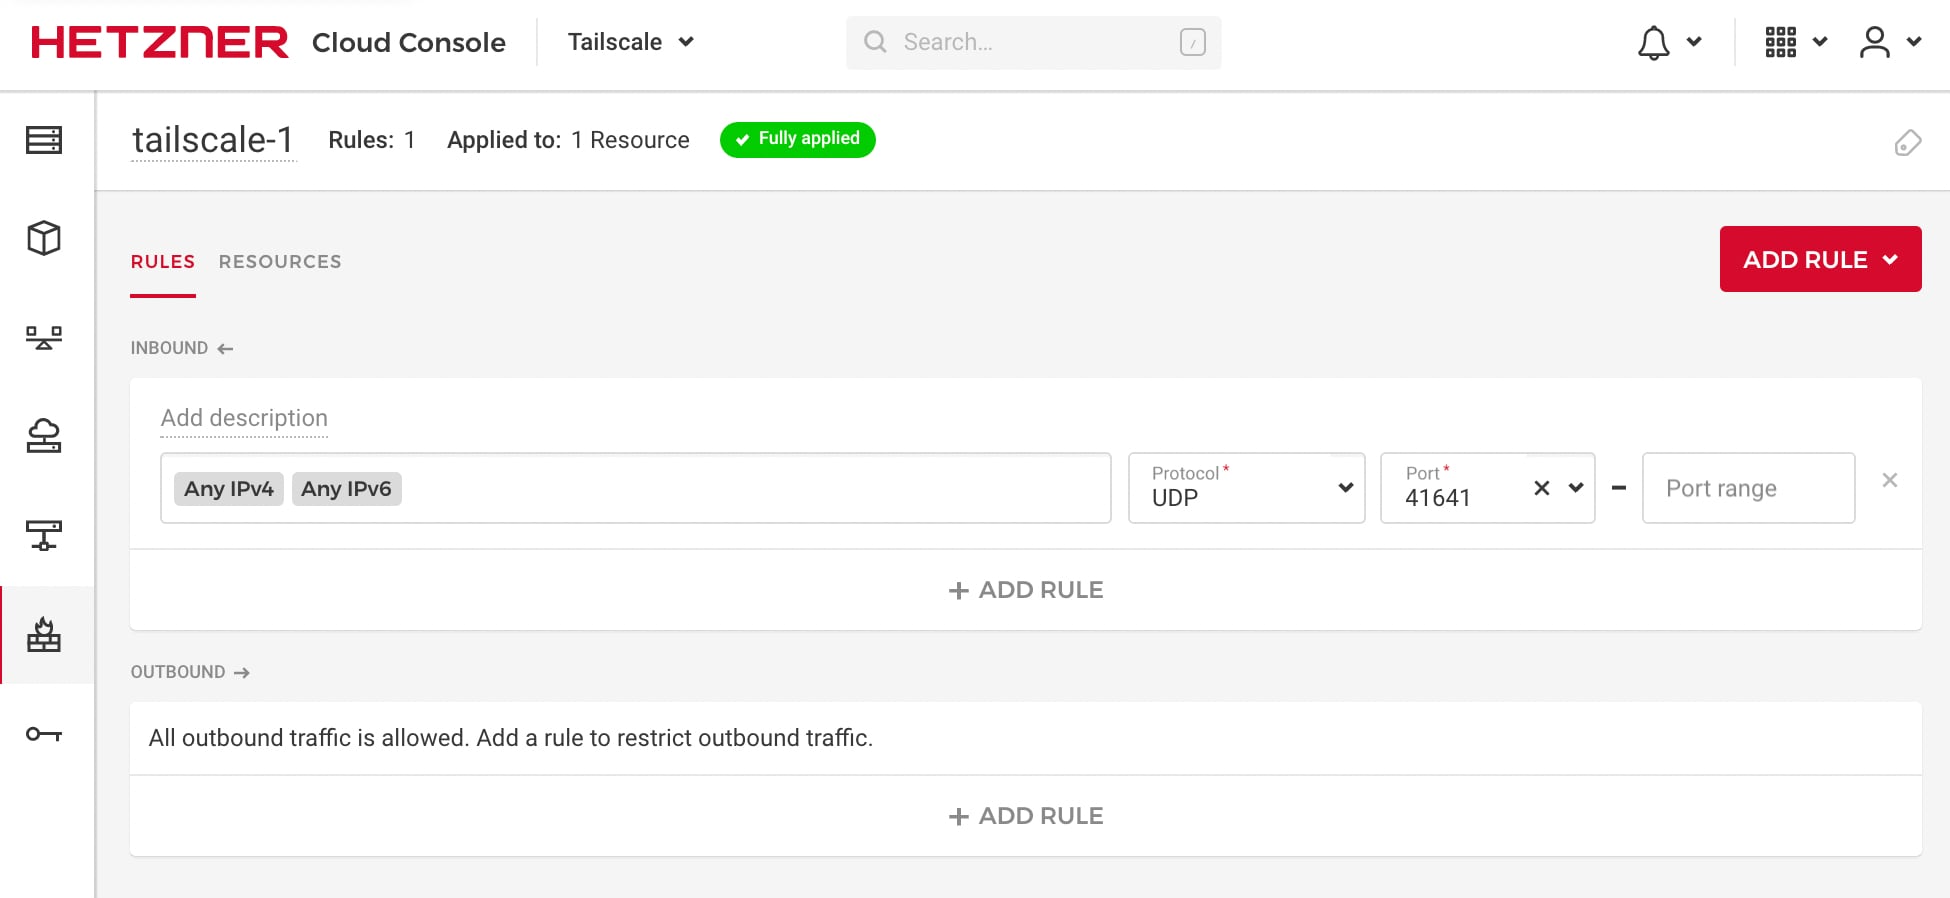 HETZNER Cloud Console Tailscale Search... /
tailscale-1 Rules: 1 Applied to: 1 Resource Fully applied
RULES RESOURCES ADD RULE
INBOUND ←
Add description
Any IPv4 Any IPv6 Protocol * UDP Port * 41641 – Port range
+ ADD RULE
OUTBOUND →
All outbound traffic is allowed. Add a rule to restrict outbound traffic.
+ ADD RULE